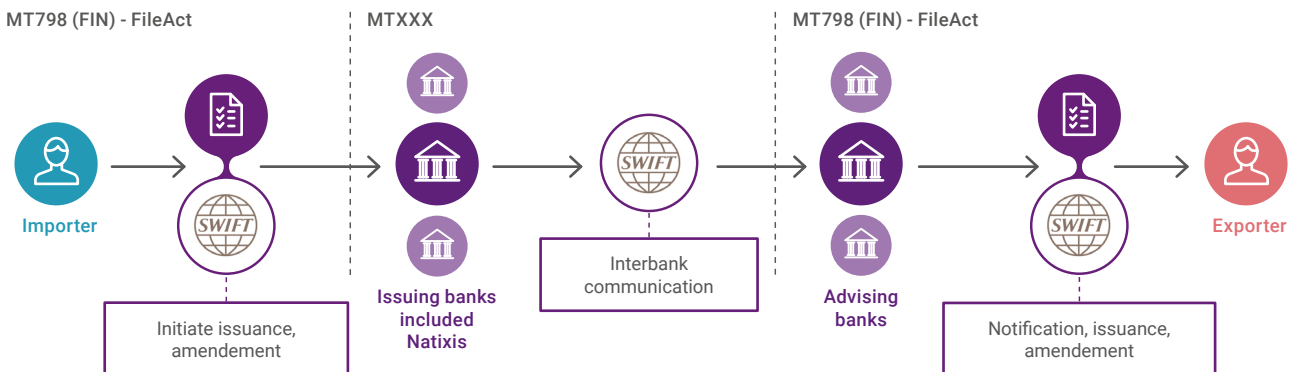 MT798 (FIN) - FileAct
MTXXX
MT798 (FIN) - FileAct
Importer
SWIFT
Initiate issuance,
amendement
Issuing banks
included
Natixis
SWIFT
Interbank
communication
Advising
banks
SWIFT
Notification, issuance,
amendement
Exporter